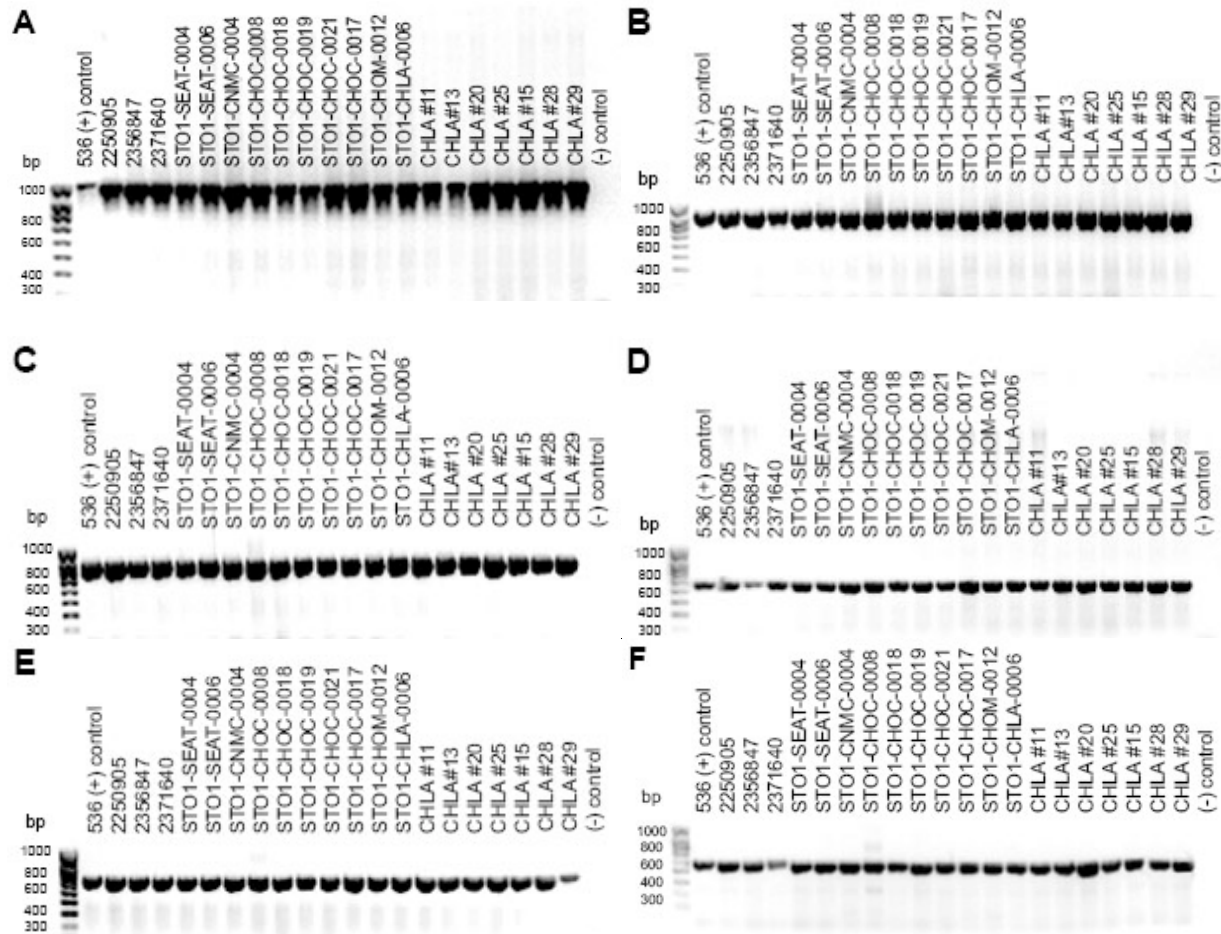 A
536 (+) control
2250905
2356847
2371640
STO1-SEAT-0004
STO1-SEAT-0006
STO1-CNMC-0004
STO1-CHOC-0008
STO1-CHOC-0018
STO1-CHOC-0019
STO1-CHOC-0021
STO1-CHOC-0017
STO1-CHOM-0012
STO1-CHLA-0006
CHLA #11
CHLA#13
CHLA #20
CHLA #25
CHLA #15
CHLA #28
CHLA #29
(-) control
bp
1000
800
600
400
300
B
536 (+) control
2250905
2356847
2371640
STO1-SEAT-0004
STO1-SEAT-0006
STO1-CNMC-0004
STO1-CHOC-0008
STO1-CHOC-0018
STO1-CHOC-0019
STO1-CHOC-0021
STO1-CHOC-0017
STO1-CHOM-0012
STO1-CHLA-0006
CHLA #11
CHLA#13
CHLA #20
CHLA #25
CHLA #15
CHLA #28
CHLA #29
(-) control
bp
1000
800
600
400
300
C
536 (+) control
2250905
2356847
2371640
STO1-SEAT-0004
STO1-SEAT-0006
STO1-CNMC-0004
STO1-CHOC-0008
STO1-CHOC-0018
STO1-CHOC-0019
STO1-CHOC-0021
STO1-CHOC-0017
STO1-CHOM-0012
STO1-CHLA-0006
CHLA #11
CHLA#13
CHLA #20
CHLA #25
CHLA #15
CHLA #28
CHLA #29
(-) control
bp
1000
800
600
400
300
D
536 (+) control
2250905
2356847
2371640
STO1-SEAT-0004
STO1-SEAT-0006
STO1-CNMC-0004
STO1-CHOC-0008
STO1-CHOC-0018
STO1-CHOC-0019
STO1-CHOC-0021
STO1-CHOC-0017
STO1-CHOM-0012
STO1-CHLA-0006
CHLA #11
CHLA#13
CHLA #20
CHLA #25
CHLA #15
CHLA #28
CHLA #29
(-) control
bp
1000
800
600
400
300
E
536 (+) control
2250905
2356847
2371640
STO1-SEAT-0004
STO1-SEAT-0006
STO1-CNMC-0004
STO1-CHOC-0008
STO1-CHOC-0018
STO1-CHOC-0019
STO1-CHOC-0021
STO1-CHOC-0017
STO1-CHOM-0012
STO1-CHLA-0006
CHLA #11
CHLA#13
CHLA #20
CHLA #25
CHLA #15
CHLA #28
CHLA #29
(-) control
bp
1000
800
600
400
300
F
536 (+) control
2250905
2356847
2371640
STO1-SEAT-0004
STO1-SEAT-0006
STO1-CNMC-0004
STO1-CHOC-0008
STO1-CHOC-0018
STO1-CHOC-0019
STO1-CHOC-0021
STO1-CHOC-0017
STO1-CHOM-0012
STO1-CHLA-0006
CHLA #11
CHLA#13
CHLA #20
CHLA #25
CHLA #15
CHLA #28
CHLA #29
(-) control
bp
1000
800
600
400
300